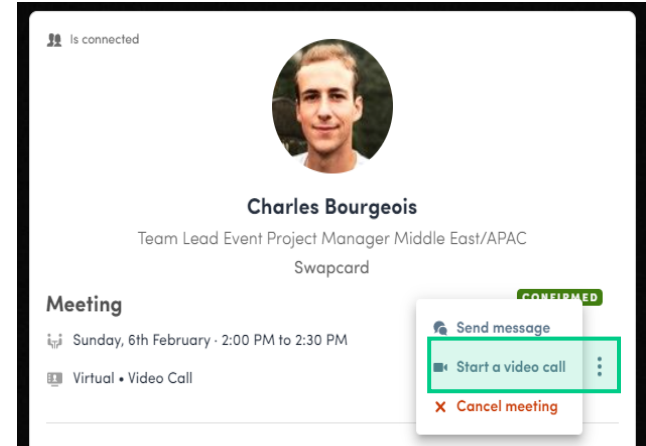 Is connected
Charles Bourgeois
Team Lead Event Project Manager Middle East/APAC
Swapcard
Meeting
CONFIRMED
Sunday, 6th February · 2:00 PM to 2:30 PM
Virtual • Video Call
Send message
Start a video call
Cancel meeting